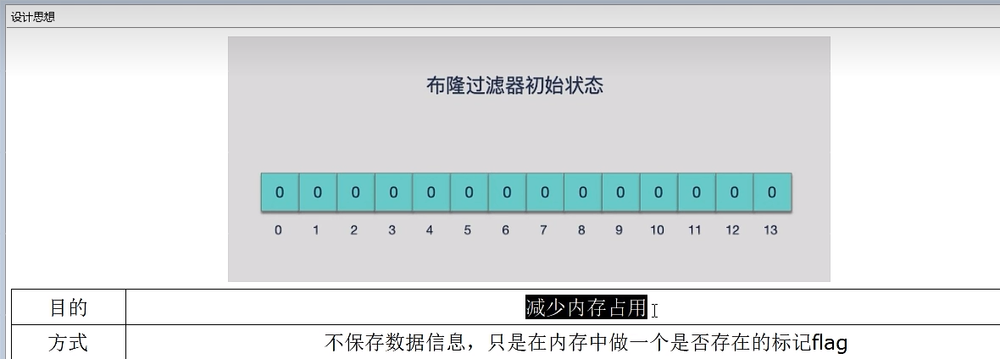 设计思想
布隆过滤器初始状态
0 0 0 0 0 0 0 0 0 0 0 0 0 0
0 1 2 3 4 5 6 7 8 9 10 11 12 13
目的 减少内存占用
方式 不保存数据信息，只是在内存中做一个是否存在的标记flag